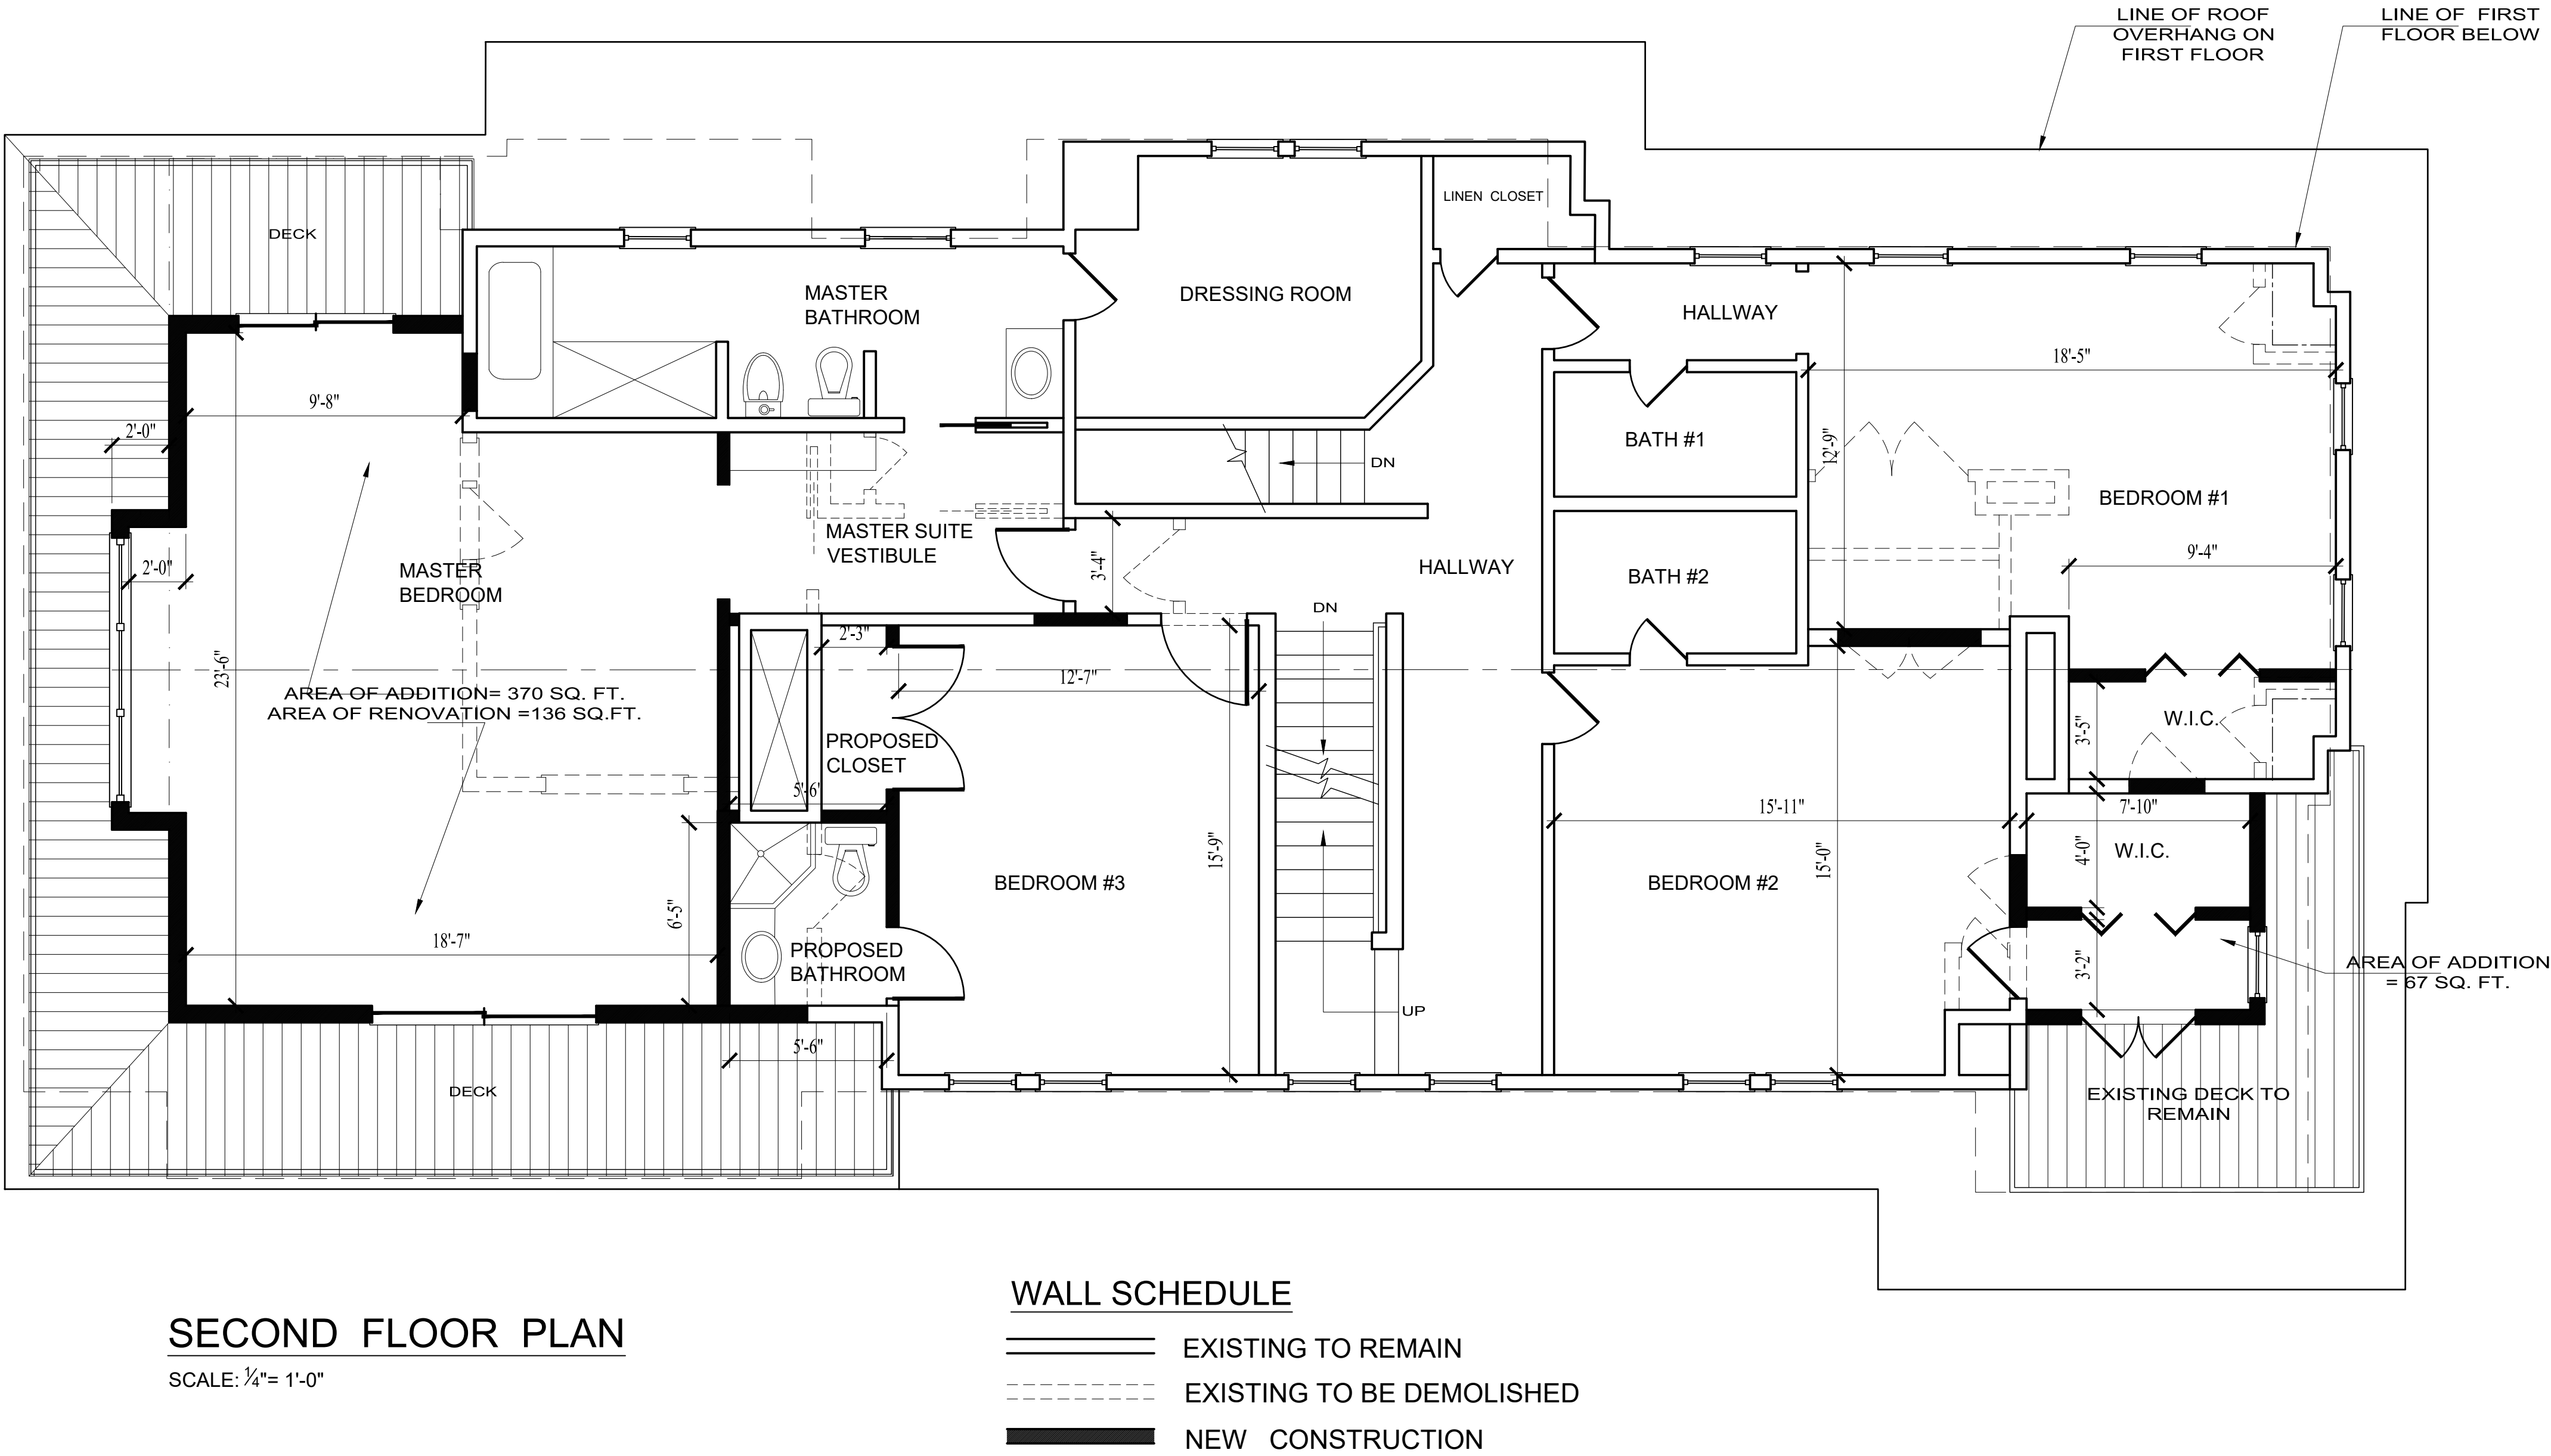 LINE OF ROOF
OVERHANG ON
FIRST FLOOR
LINE OF FIRST
FLOOR BELOW
LINEN CLOSET
DECK
MASTER
BATHROOM
DRESSING ROOM
HALLWAY
18'-5"
9'-8"
2'-0"
BATH #1
12'-9"
DN
BEDROOM #1
MASTER SUITE
VESTIBULE
9'-4"
2'-0"
MASTER
BEDROOM
3'-4"
HALLWAY
BATH #2
DN
2'-3"
23'-6"
12'-7"
AREA OF ADDITION= 370 SQ. FT.
AREA OF RENOVATION =136 SQ.FT.
W.I.C.
3'-5"
PROPOSED
CLOSET
5'-6'
15'-11"
7'-10"
15'-9"
15'-0"
4'-0"
W.I.C.
BEDROOM #3
BEDROOM #2
6'-5"
18'-7"
PROPOSED
BATHROOM
3'-2"
AREA OF ADDITION
= 67 SQ. FT.
UP
5'-6"
DECK
EXISTING DECK TO
REMAIN
SECOND FLOOR PLAN
SCALE: ¼"= 1'-0"
WALL SCHEDULE
EXISTING TO REMAIN
EXISTING TO BE DEMOLISHED
NEW CONSTRUCTION